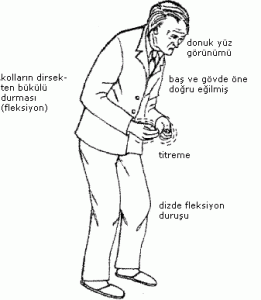 donuk yüz
görünümü
baş ve gövde öne
doğru eğilmiş
kolların dirsek-
ten bükülü
durması
(fleksiyon)
titreme
dizde fleksiyon
duruşu